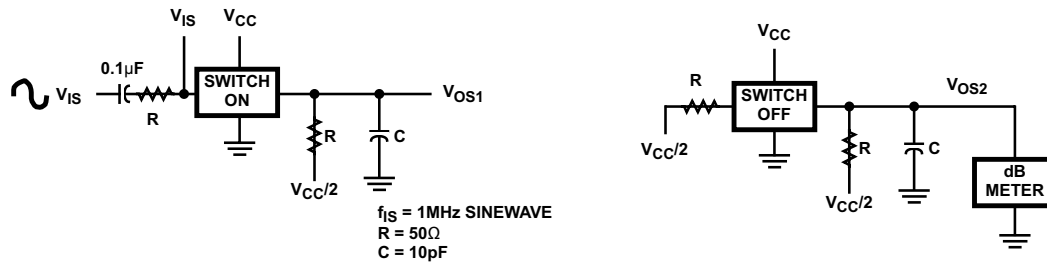 V_IS
V_CC
0.1µF
V_IS
R
SWITCH
ON
V_OS1
R
C
V_CC/2
f_IS = 1MHz SINEWAVE
R = 50Ω
C = 10pF
V_CC
R
SWITCH
OFF
V_OS2
V_CC/2
R
C
V_CC/2
dB
METER